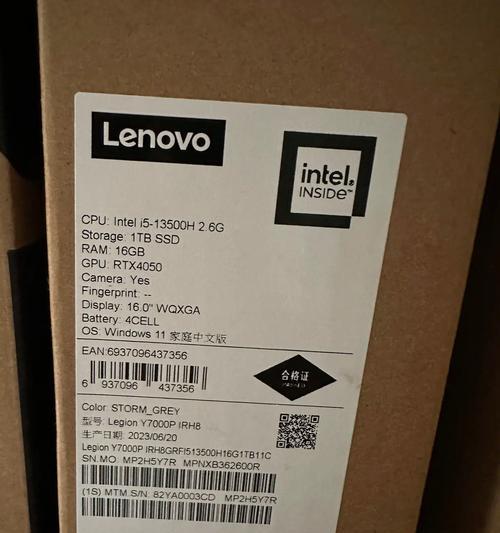 Lenovo
intel.
INSIDE™
CPU: Intel i5-13500H 2.6G
Storage: 1TB SSD
RAM: 16GB
GPU: RTX4050
Camera: Yes
Fingerprint: --
Display: 16.0" WQXGA
Battery: 4CELL
OS: Windows 11 家庭中文版
EAN:6937096437356
6 937096 437356
合格证
Color: STORM_GREY
型号: Legion Y7000P IRH8
生产日期: 2023/06/20
Legion Y7000P IRH8GRFI513500H16G1TB11C
SN.MO. MP2H5Y7R MPNXB362600R
(1S) MTM.S/N: 82YA0003CD MP2H5Y7R